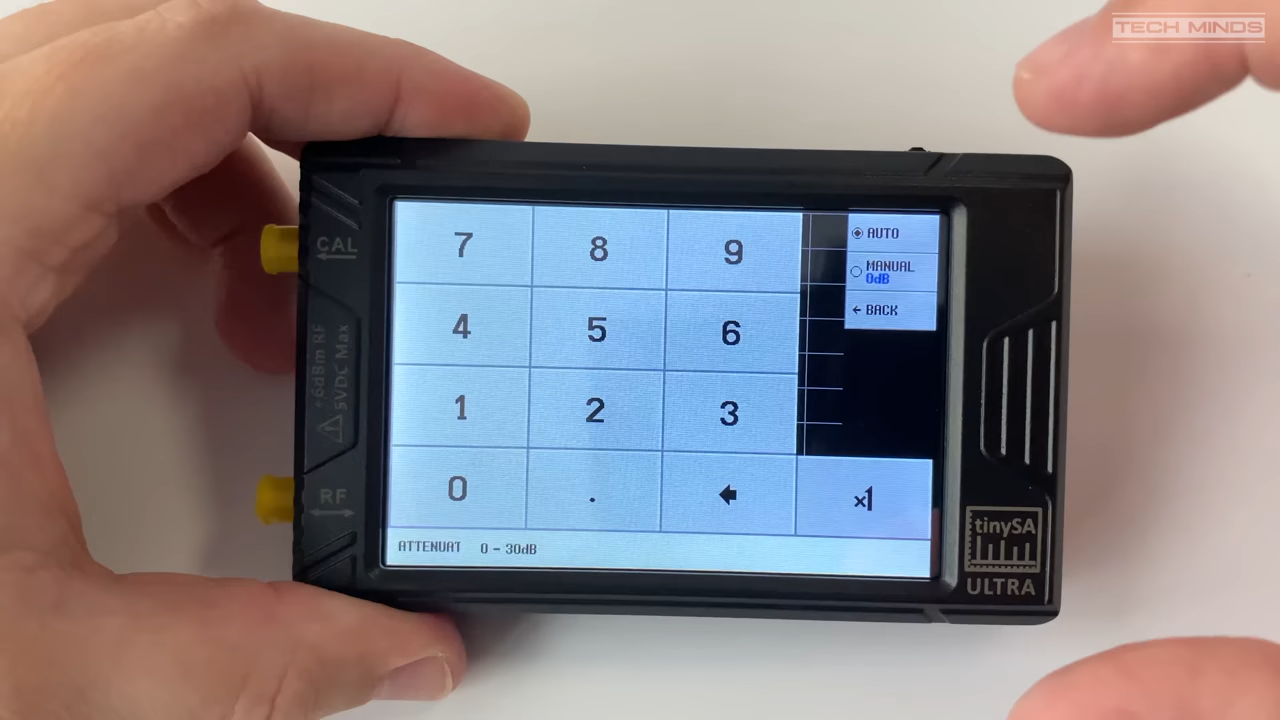 TECH MINDS
CAL
+6dBm RF
5VDC Max
RF
7 8 9
4 5 6
1 2 3
0 . x1
ATTENUAT 0 - 30dB
AUTO
MANUAL
0dB
BACK
tinySA
ULTRA